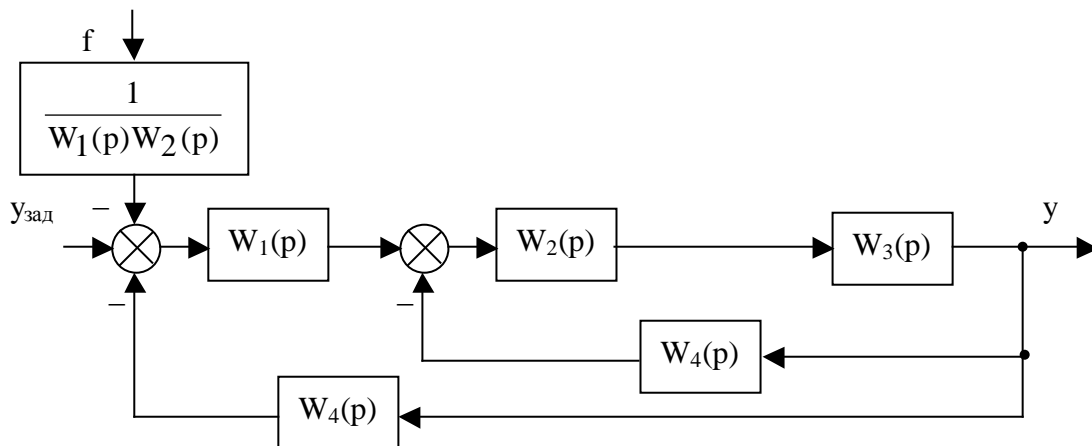 f
1
W₁(p)W₂(p)
−
yзад
W₁(p)
W₂(p)
W₃(p)
y
−
−
W₄(p)
W₄(p)